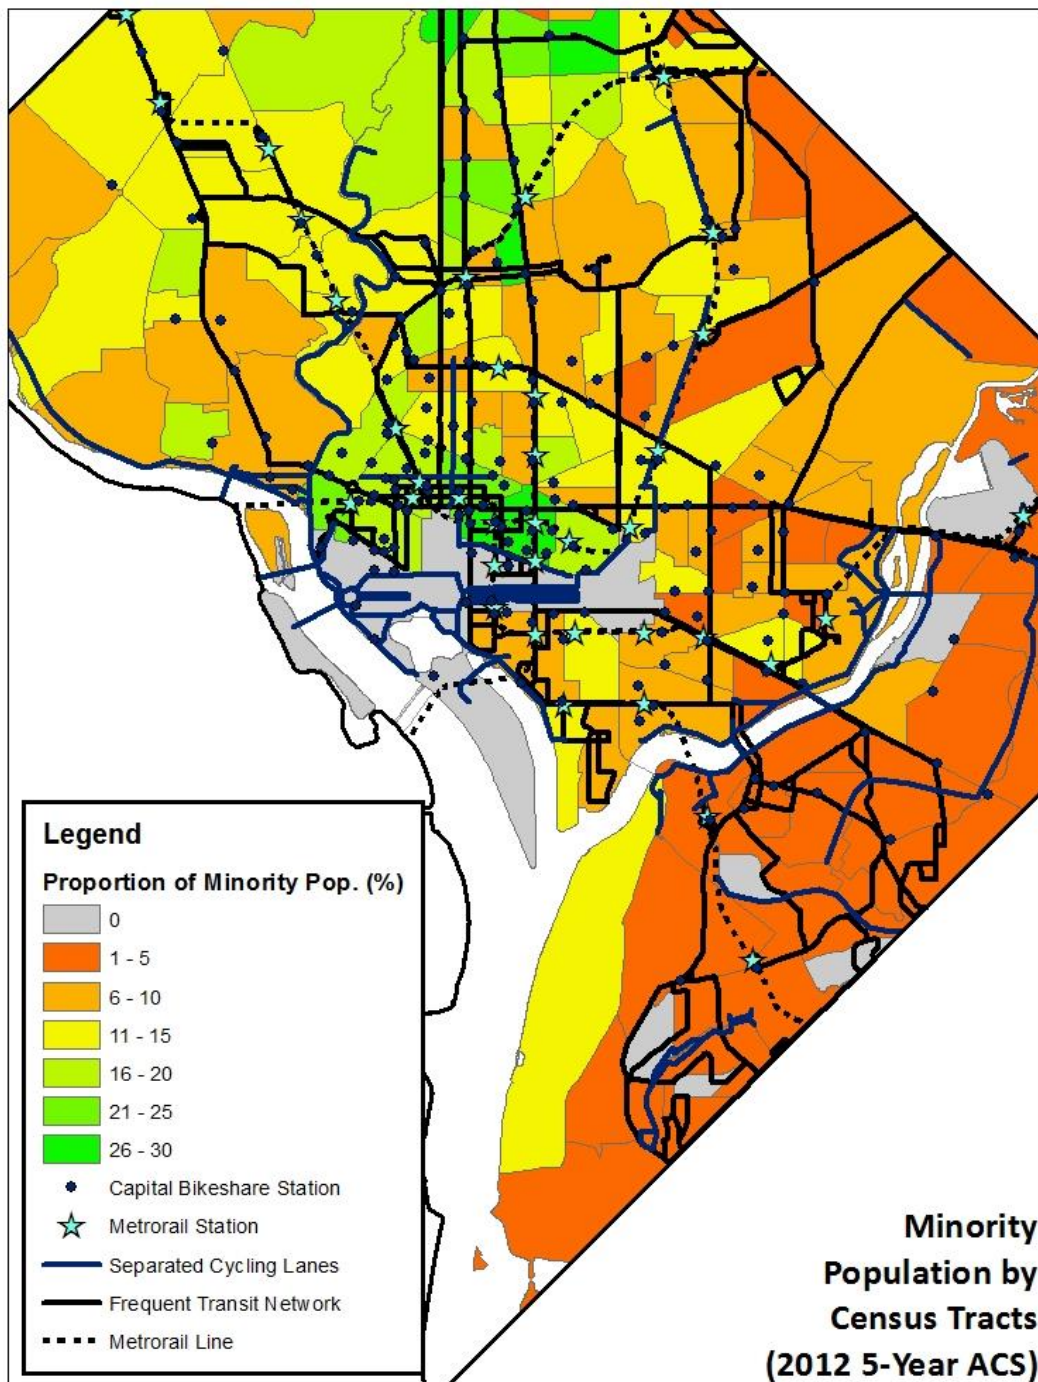 Legend
Proportion of Minority Pop. (%)
0
1 - 5
6 - 10
11 - 15
16 - 20
21 - 25
26 - 30
Capital Bikeshare Station
Metrorail Station
Separated Cycling Lanes
Frequent Transit Network
Metrorail Line
Minority
Population by
Census Tracts
(2012 5-Year ACS)